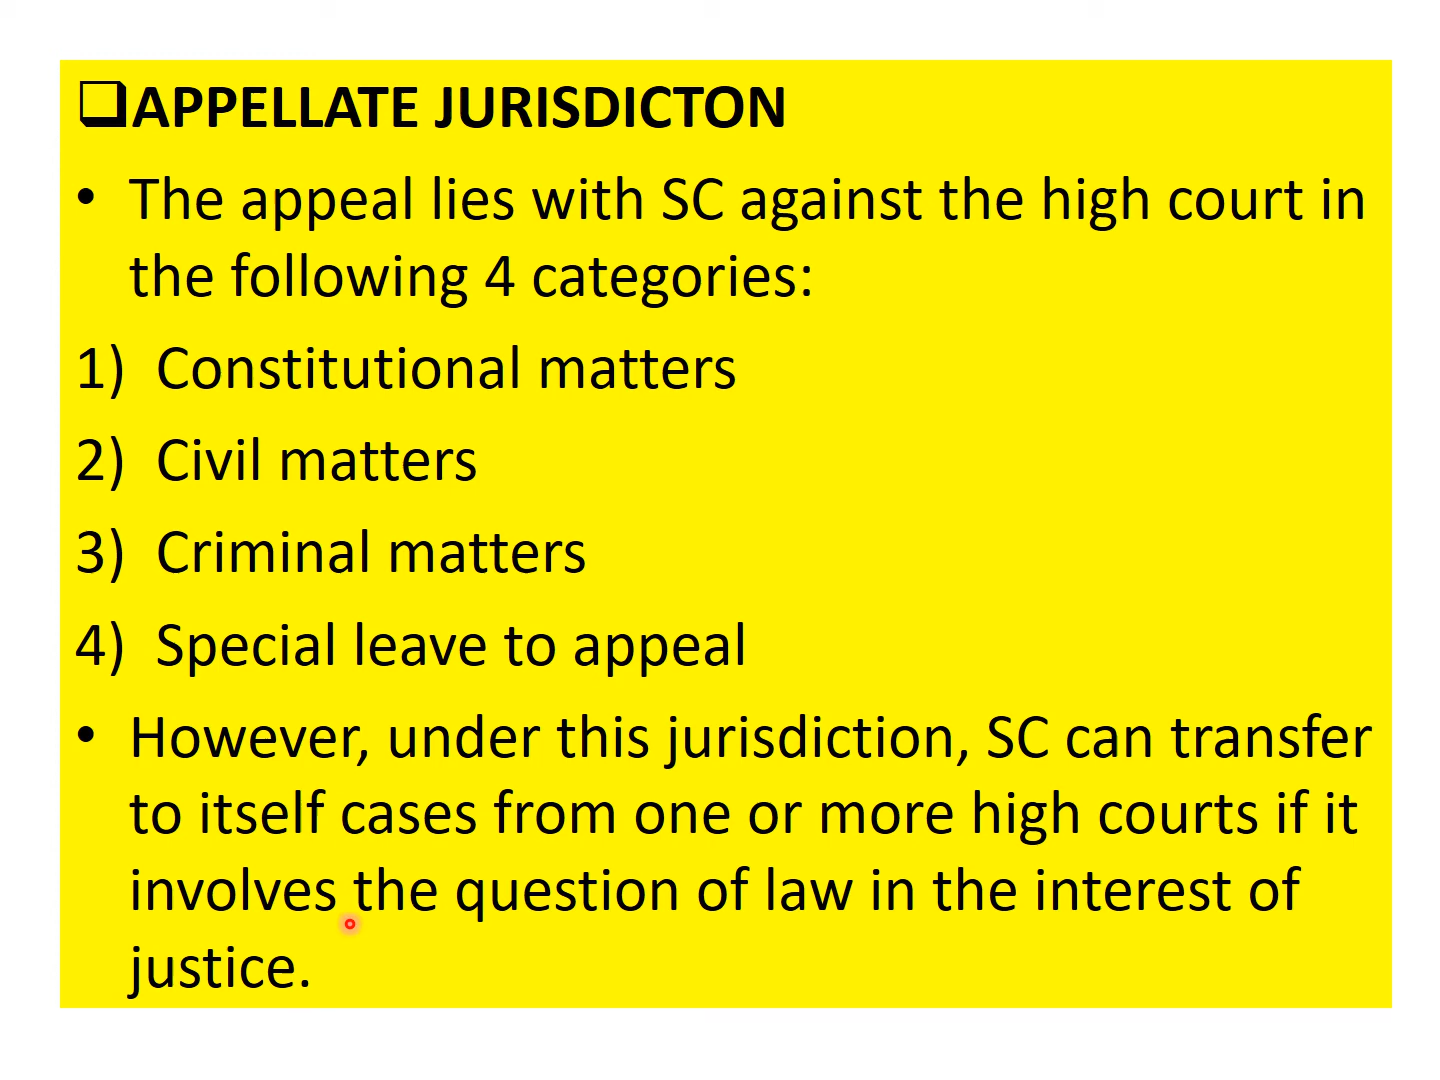 ❑APPELLATE JURISDICTON
• The appeal lies with SC against the high court in
the following 4 categories:
1) Constitutional matters
2) Civil matters
3) Criminal matters
4) Special leave to appeal
• However, under this jurisdiction, SC can transfer
to itself cases from one or more high courts if it
involves the question of law in the interest of
justice.